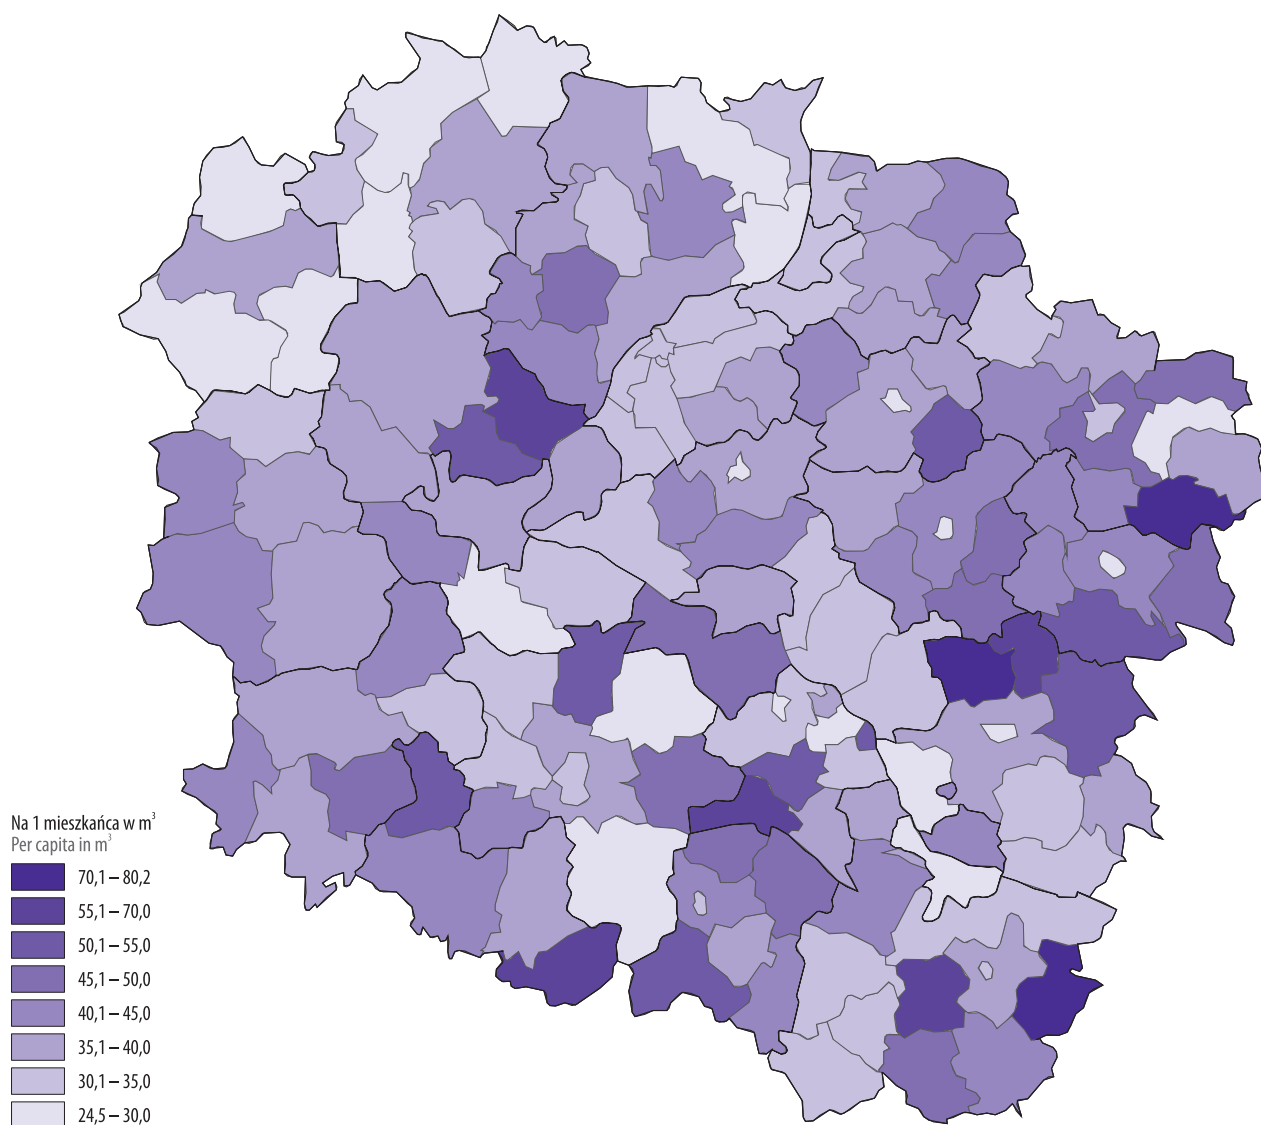 Na 1 mieszkańca w m³
Per capita in m³
70,1 – 80,2
55,1 – 70,0
50,1 – 55,0
45,1 – 50,0
40,1 – 45,0
35,1 – 40,0
30,1 – 35,0
24,5 – 30,0